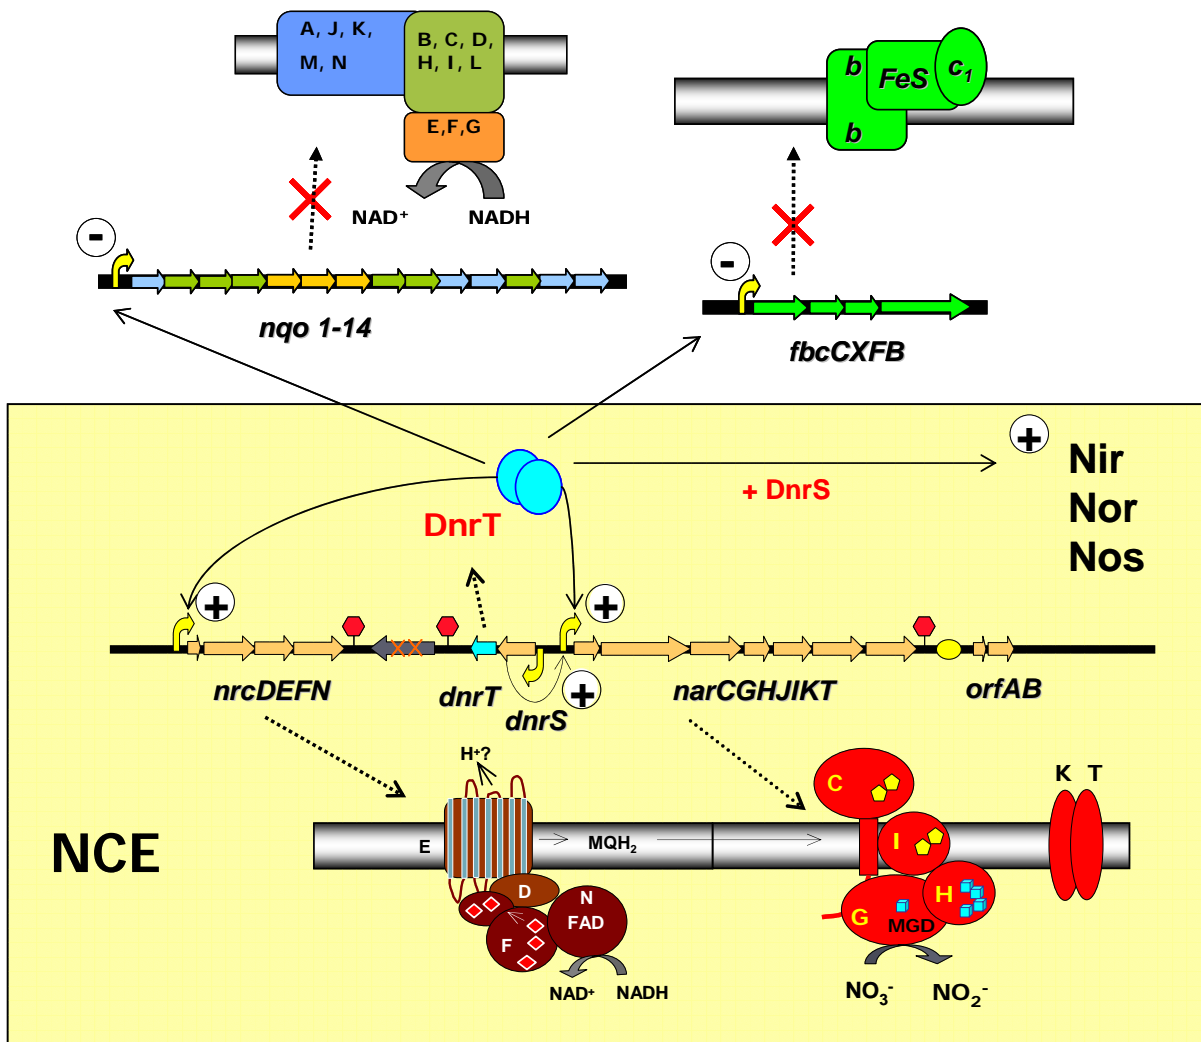 A, J, K,
M, N
B, C, D,
H, I, L
E,F,G
NAD⁺
NADH
-
nqo 1-14
b
FeS
c₁
b
-
fbcCXFB
DnrT
+ DnrS
+
Nir
Nor
Nos
+
+
nrcDEFN
dnrT
dnrS
+
narCGHJIKT
orfAB
NCE
H⁺?
E
MQH₂
D
N
FAD
F
NAD⁺
NADH
C
I
H
G
MGD
K T
NO₃⁻
NO₂⁻